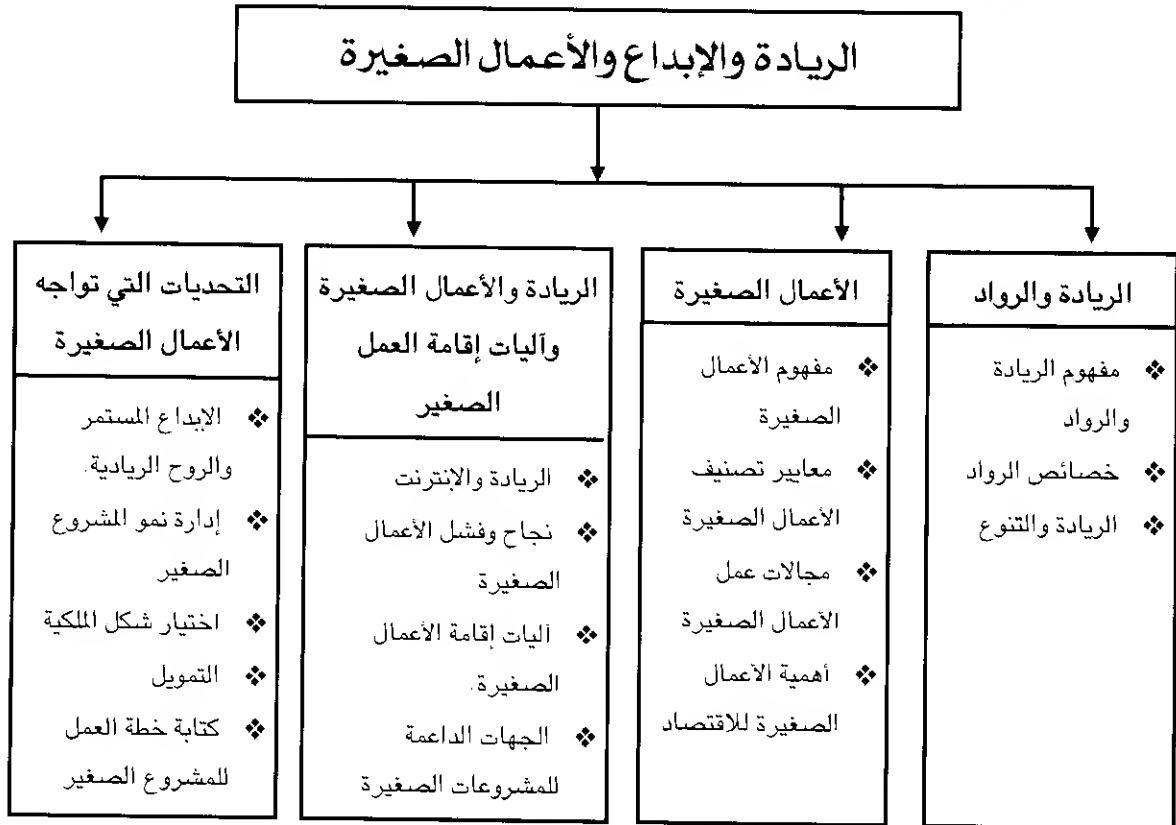 الريادة والإبداع والأعمال الصغيرة
الريادة والرواد
❖ مفهوم الريادة
والرواد
❖ خصائص الرواد
❖ الريادة والتنوع
الأعمال الصغيرة
❖ مفهوم الأعمال
الصغيرة
❖ معايير تصنيف
الأعمال الصغيرة
❖ مجالات عمل
الأعمال الصغيرة
❖ أهمية الأعمال
الصغيرة للاقتصاد
الريادة والأعمال الصغيرة
وآليات إقامة العمل
الصغير
❖ الريادة والإنترنت
❖ نجاح وفشل الأعمال
الصغيرة
❖ آليات إقامة الأعمال
الصغيرة.
❖ الجهات الداعمة
للمشروعات الصغيرة
التحديات التي تواجه
الأعمال الصغيرة
❖ الإبداع المستمر
والروح الريادية.
❖ إدارة نمو المشروع
الصغير
❖ اختيار شكل الملكية
❖ التمويل
❖ كتابة خطة العمل
للمشروع الصغير